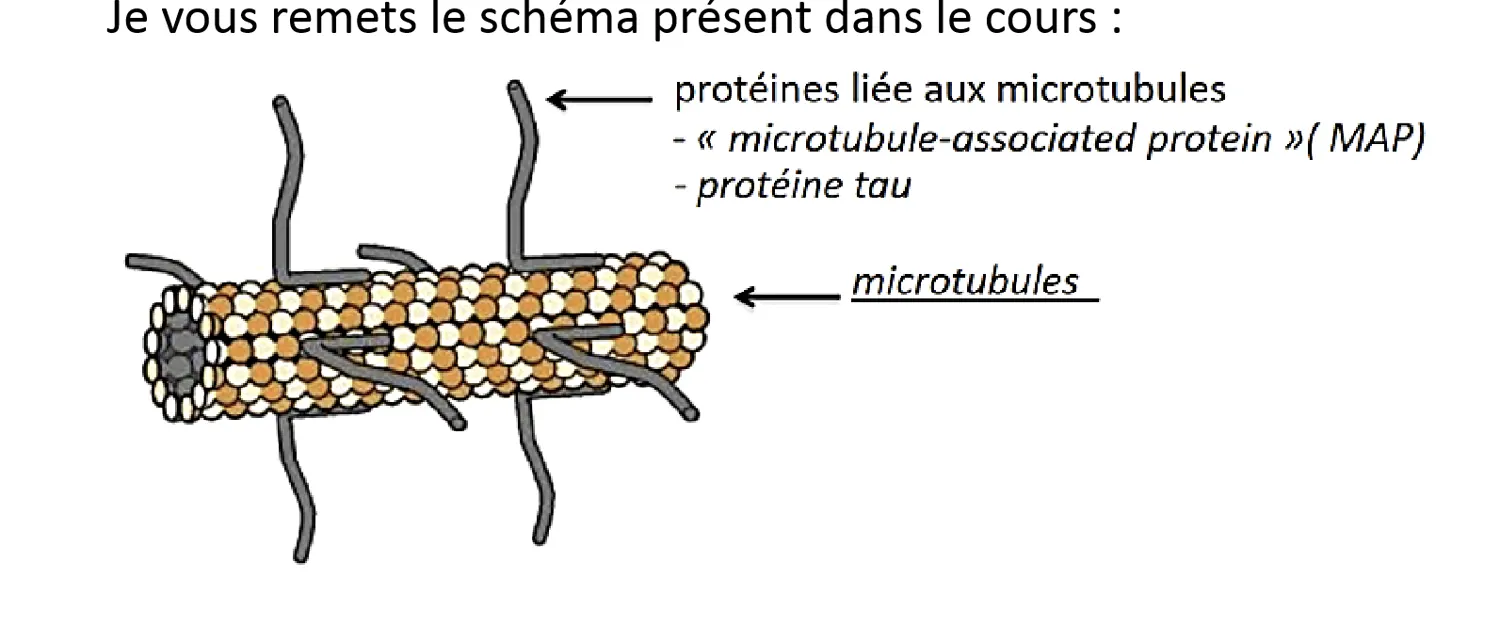 Je vous remets le schéma présent dans le cours :
protéines liée aux microtubules
- « microtubule-associated protein »( MAP)
- protéine tau
microtubules